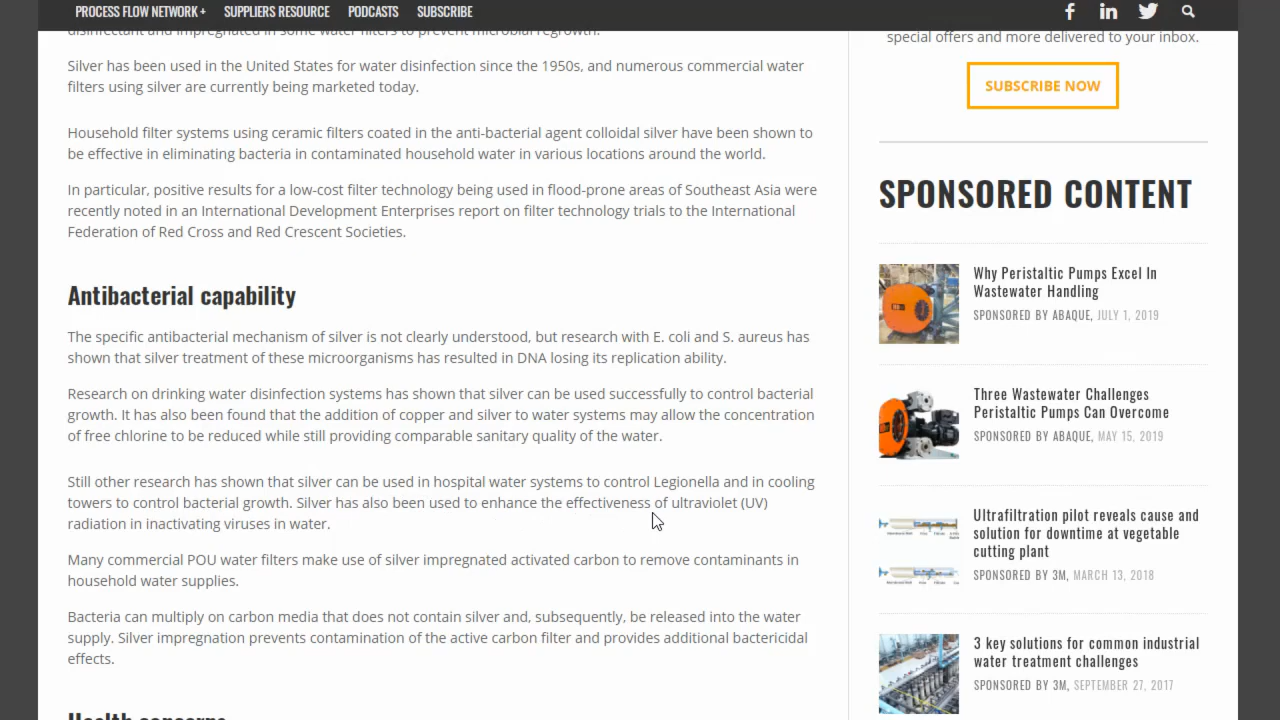 PROCESS FLOW NETWORK + SUPPLIERS RESOURCE PODCASTS SUBSCRIBE
disinfectant and impregnated in some water filters to prevent microbial regrowth.
Silver has been used in the United States for water disinfection since the 1950s, and numerous commercial water
filters using silver are currently being marketed today.
Household filter systems using ceramic filters coated in the anti-bacterial agent colloidal silver have been shown to
be effective in eliminating bacteria in contaminated household water in various locations around the world.
In particular, positive results for a low-cost filter technology being used in flood-prone areas of Southeast Asia were
recently noted in an International Development Enterprises report on filter technology trials to the International
Federation of Red Cross and Red Crescent Societies.
Antibacterial capability
The specific antibacterial mechanism of silver is not clearly understood, but research with E. coli and S. aureus has
shown that silver treatment of these microorganisms has resulted in DNA losing its replication ability.
Research on drinking water disinfection systems has shown that silver can be used successfully to control bacterial
growth. It has also been found that the addition of copper and silver to water systems may allow the concentration
of free chlorine to be reduced while still providing comparable sanitary quality of the water.
Still other research has shown that silver can be used in hospital water systems to control Legionella and in cooling
towers to control bacterial growth. Silver has also been used to enhance the effectiveness of ultraviolet (UV)
radiation in inactivating viruses in water.
Many commercial POU water filters make use of silver impregnated activated carbon to remove contaminants in
household water supplies.
Bacteria can multiply on carbon media that does not contain silver and, subsequently, be released into the water
supply. Silver impregnation prevents contamination of the active carbon filter and provides additional bactericidal
effects.
Health concerns
special offers and more delivered to your inbox.
SUBSCRIBE NOW
SPONSORED CONTENT
Why Peristaltic Pumps Excel In
Wastewater Handling
SPONSORED BY ABAQUE, JULY 1, 2019
Three Wastewater Challenges
Peristaltic Pumps Can Overcome
SPONSORED BY ABAQUE, MAY 15, 2019
Ultrafiltration pilot reveals cause and
solution for downtime at vegetable
cutting plant
SPONSORED BY 3M, MARCH 13, 2018
3 key solutions for common industrial
water treatment challenges
SPONSORED BY 3M, SEPTEMBER 27, 2017